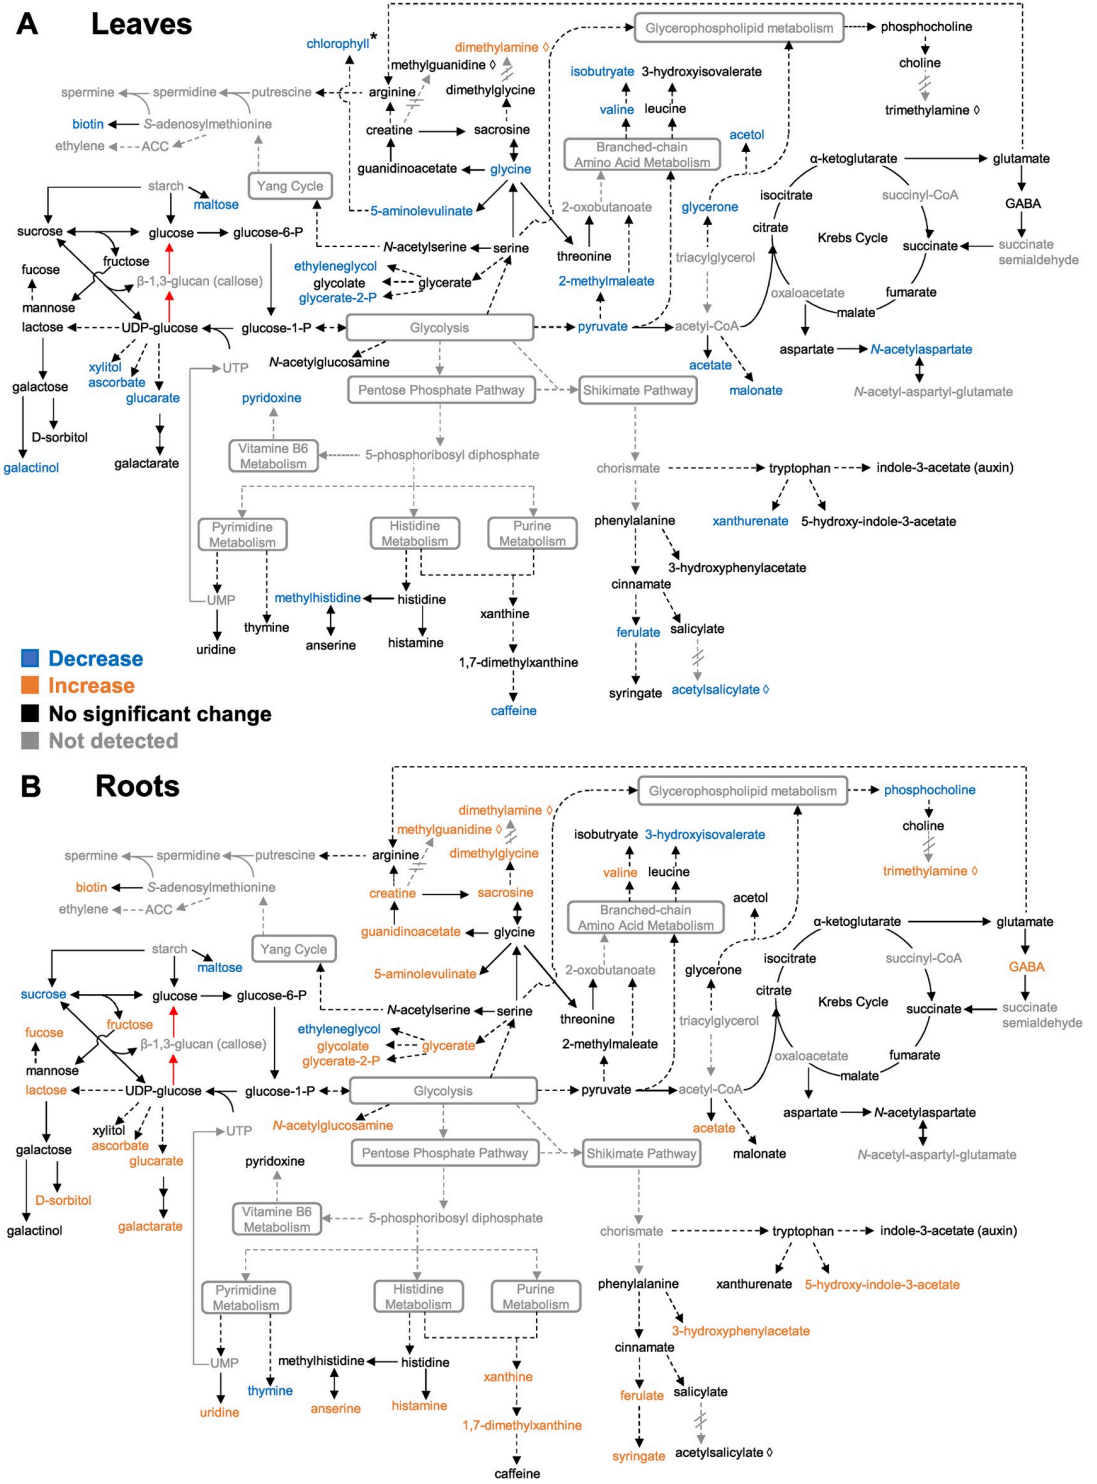 A Leaves
Glycerophospholipid metabolism
phosphocholine
chlorophyll*
dimethylamine ◊
methylguanidine ◊
isobutyrate 3-hydroxyisovalerate
choline
spermine spermidine putrescine arginine dimethylglycine
trimethylamine ◊
valine leucine
biotin S-adenosylmethionine creatine sacrosine acetol
ethylene ACC
Branched-chain
Amino Acid Metabolism
guanidinoacetate glycine
α-ketoglutarate glutamate
starch Yang Cycle
isocitrate succinyl-CoA GABA
maltose 5-aminolevulinate 2-oxobutanoate glycerone
citrate
sucrose glucose glucose-6-P N-acetylserine serine threonine triacylglycerol Krebs Cycle succinate succinate
semialdehyde
fucose fructose
ethyleneglycol
glycolate glycerate
glycerate-2-P
2-methylmaleate
β-1,3-glucan (callose)
oxaloacetate fumarate
mannose malate
lactose UDP-glucose glucose-1-P Glycolysis pyruvate acetyl-CoA
aspartate N-acetylaspartate
N-acetylglucosamine
xylitol
ascorbate
glucarate
UTP
acetate
malonate
galactose Pentose Phosphate Pathway Shikimate Pathway
N-acetyl-aspartyl-glutamate
pyridoxine
D-sorbitol
Vitamine B6
Metabolism
5-phosphoribosyl diphosphate
galactinol galactarate
chorismate tryptophan indole-3-acetate (auxin)
Pyrimidine
Metabolism
Histidine
Metabolism
Purine
Metabolism
phenylalanine xanthurenate 5-hydroxy-indole-3-acetate
3-hydroxyphenylacetate
cinnamate
UMP methylhistidine histidine xanthine
thymine
ferulate salicylate
uridine anserine histamine
1,7-dimethylxanthine
Decrease
Increase
No significant change
Not detected
syringate acetylsalicylate ◊
caffeine
B Roots
Glycerophospholipid metabolism
phosphocholine
dimethylamine ◊
methylguanidine ◊
isobutyrate 3-hydroxyisovalerate
choline
spermine spermidine putrescine arginine dimethylglycine
trimethylamine ◊
valine leucine
biotin S-adenosylmethionine creatine sacrosine acetol
ethylene ACC
Branched-chain
Amino Acid Metabolism
guanidinoacetate glycine
α-ketoglutarate glutamate
starch Yang Cycle
isocitrate succinyl-CoA GABA
maltose 5-aminolevulinate 2-oxobutanoate glycerone
citrate
sucrose glucose glucose-6-P N-acetylserine serine threonine triacylglycerol Krebs Cycle succinate succinate
semialdehyde
fucose fructose
ethyleneglycol
glycolate glycerate
glycerate-2-P
2-methylmaleate
β-1,3-glucan (callose)
oxaloacetate fumarate
mannose malate
lactose UDP-glucose glucose-1-P Glycolysis pyruvate acetyl-CoA
aspartate N-acetylaspartate
N-acetylglucosamine
xylitol
ascorbate
glucarate
UTP
acetate
malonate
galactose Pentose Phosphate Pathway Shikimate Pathway
N-acetyl-aspartyl-glutamate
pyridoxine
D-sorbitol
Vitamine B6
Metabolism
5-phosphoribosyl diphosphate
galactinol galactarate
chorismate tryptophan indole-3-acetate (auxin)
Pyrimidine
Metabolism
Histidine
Metabolism
Purine
Metabolism
phenylalanine xanthurenate 5-hydroxy-indole-3-acetate
3-hydroxyphenylacetate
cinnamate
UMP methylhistidine histidine xanthine
thymine
ferulate salicylate
uridine anserine histamine
1,7-dimethylxanthine
syringate acetylsalicylate ◊
caffeine